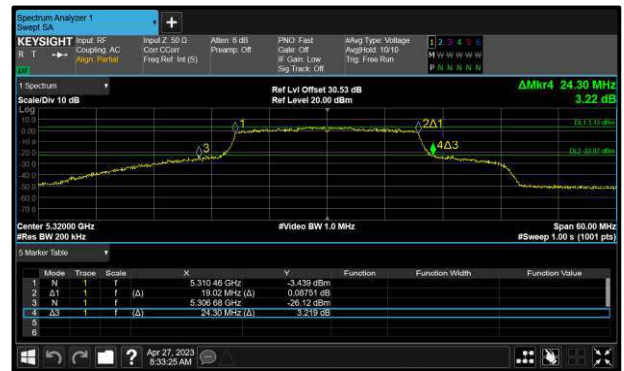 Spectrum Analyzer 1
Swept SA
+
KEYSIGHT Input: RF Input Z: 50 Ω Atten: 6 dB PNO: Fast #Avg Type: Voltage 1 2 3 4 5 6
R T Coupling: AC Corr CCorr Preamp: Off Gate: Off Avg|Hold: 10/10 M W W W W W
Align: Partial Freq Ref: Int (S) IF Gain: Low Trig: Free Run P N N N N N
Sig Track: Off
1 Spectrum Ref Lvl Offset 30.53 dB ΔMkr4 24.30 MHz
Scale/Div 10 dB Ref Level 20.00 dBm 3.22 dB
Log
10.0
0.00 1 2Δ1 DL1 3.13 dBm
-10.0
-20.0 3 4Δ3 DL2 -22.87 dBm
-30.0
-40.0
-50.0
-60.0
-70.0
Center 5.32000 GHz #Video BW 1.0 MHz Span 60.00 MHz
#Res BW 200 kHz #Sweep 1.00 s (1001 pts)
5 Marker Table
Mode Trace Scale X Y Function Function Width Function Value
1 N 1 f 5.310 46 GHz -3.439 dBm
2 Δ1 1 f (Δ) 19.02 MHz (Δ) 0.08751 dB
3 N 1 f 5.306 68 GHz -26.12 dBm
4 Δ3 1 f (Δ) 24.30 MHz (Δ) 3.219 dB
5
6
? Apr 27, 2023
8:33:25 AM